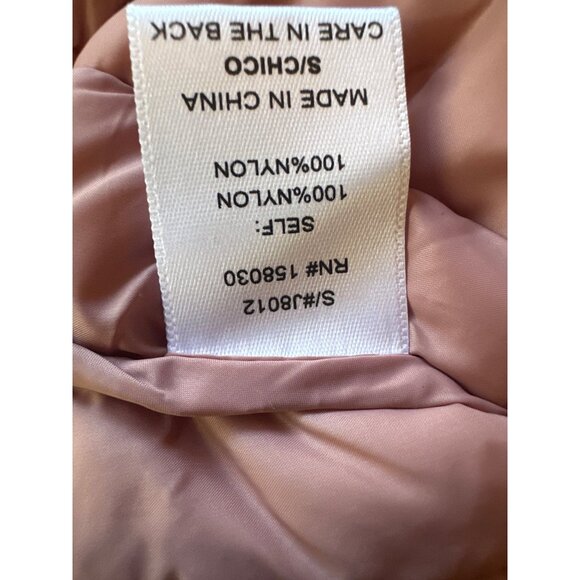 S/#J8012
RN# 158030
SELF:
100%NYLON
100%NYLON
MADE IN CHINA
S/CHICO
CARE IN THE BACK